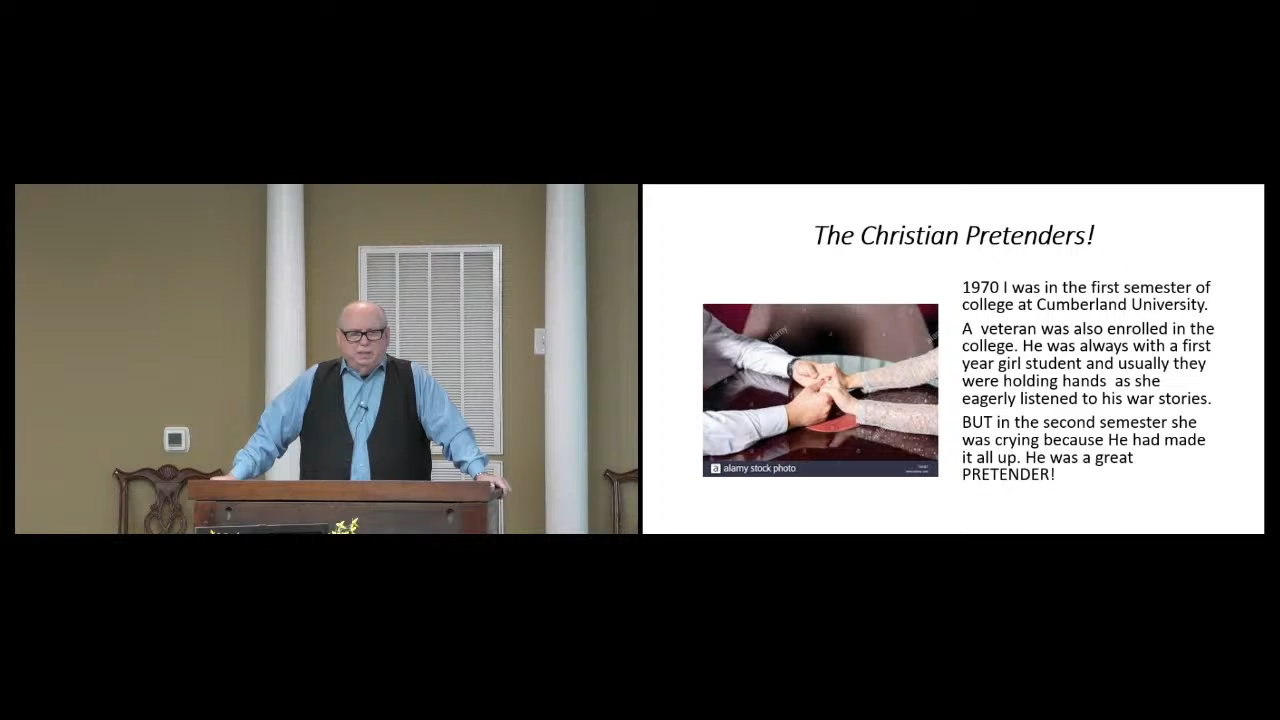 The Christian Pretenders!
1970 I was in the first semester of
college at Cumberland University.
A  veteran was also enrolled in the
college. He was always with a first
year girl student and usually they
were holding hands  as she
eagerly listened to his war stories.
BUT in the second semester she
was crying because He had made
it all up. He was a great
PRETENDER!
alamy
a alamy stock photo